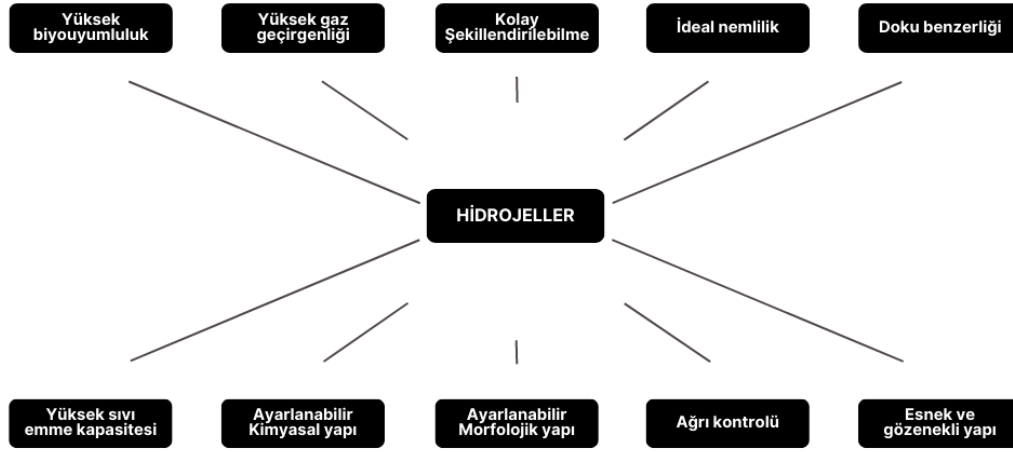 Yüksek
biyouyumluluk
Yüksek gaz
geçirgenliği
Kolay
Şekillendirilebilme
İdeal nemlilik
Doku benzerliği
HİDROJELLER
Yüksek sıvı
emme kapasitesi
Ayarlanabilir
Kimyasal yapı
Ayarlanabilir
Morfolojik yapı
Ağrı kontrolü
Esnek ve
gözenekli yapı